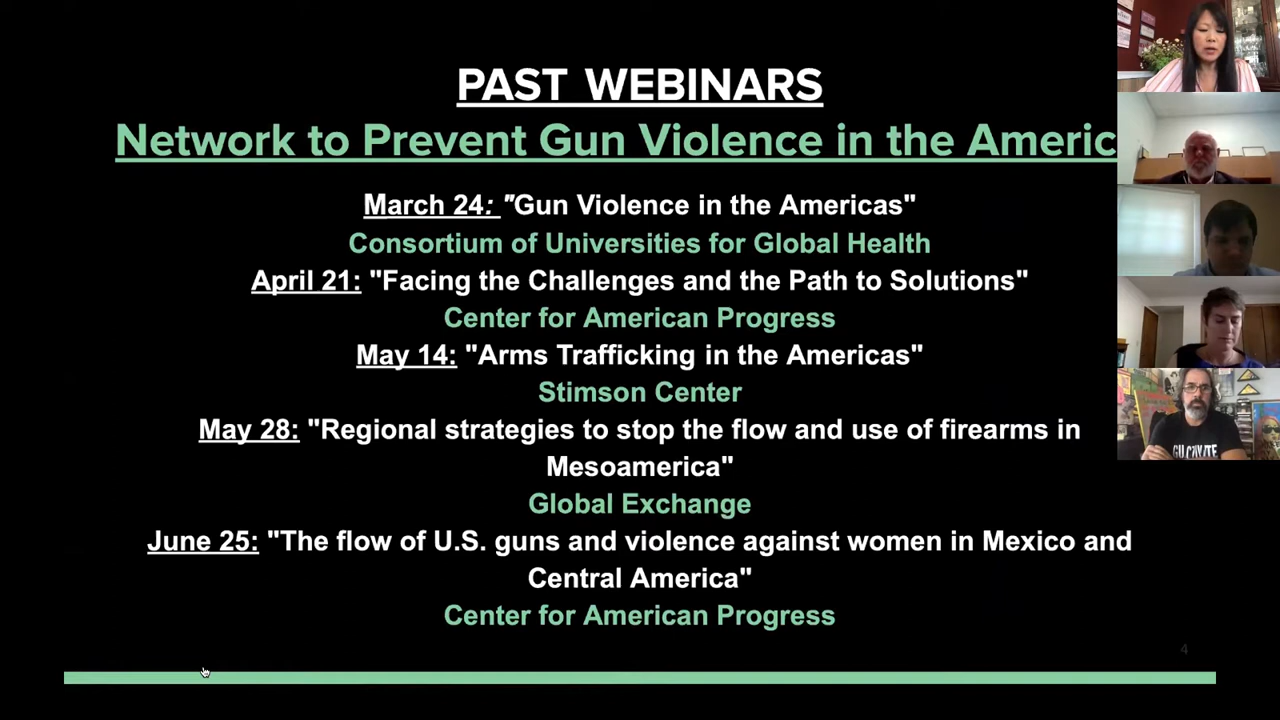 PAST WEBINARS
Network to Prevent Gun Violence in the Americ
March 24: "Gun Violence in the Americas"
Consortium of Universities for Global Health
April 21: "Facing the Challenges and the Path to Solutions"
Center for American Progress
May 14: "Arms Trafficking in the Americas"
Stimson Center
May 28: "Regional strategies to stop the flow and use of firearms in
Mesoamerica"
Global Exchange
June 25: "The flow of U.S. guns and violence against women in Mexico and
Central America"
Center for American Progress
4